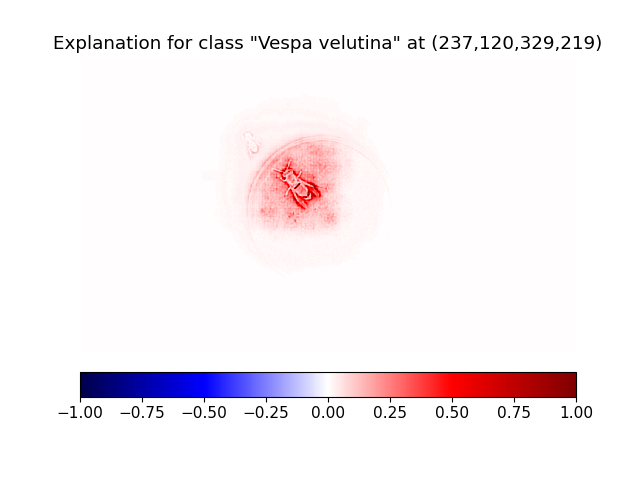 Explanation for class "Vespa velutina" at (237,120,329,219)
−1.00 −0.75 −0.50 −0.25 0.00 0.25 0.50 0.75 1.00